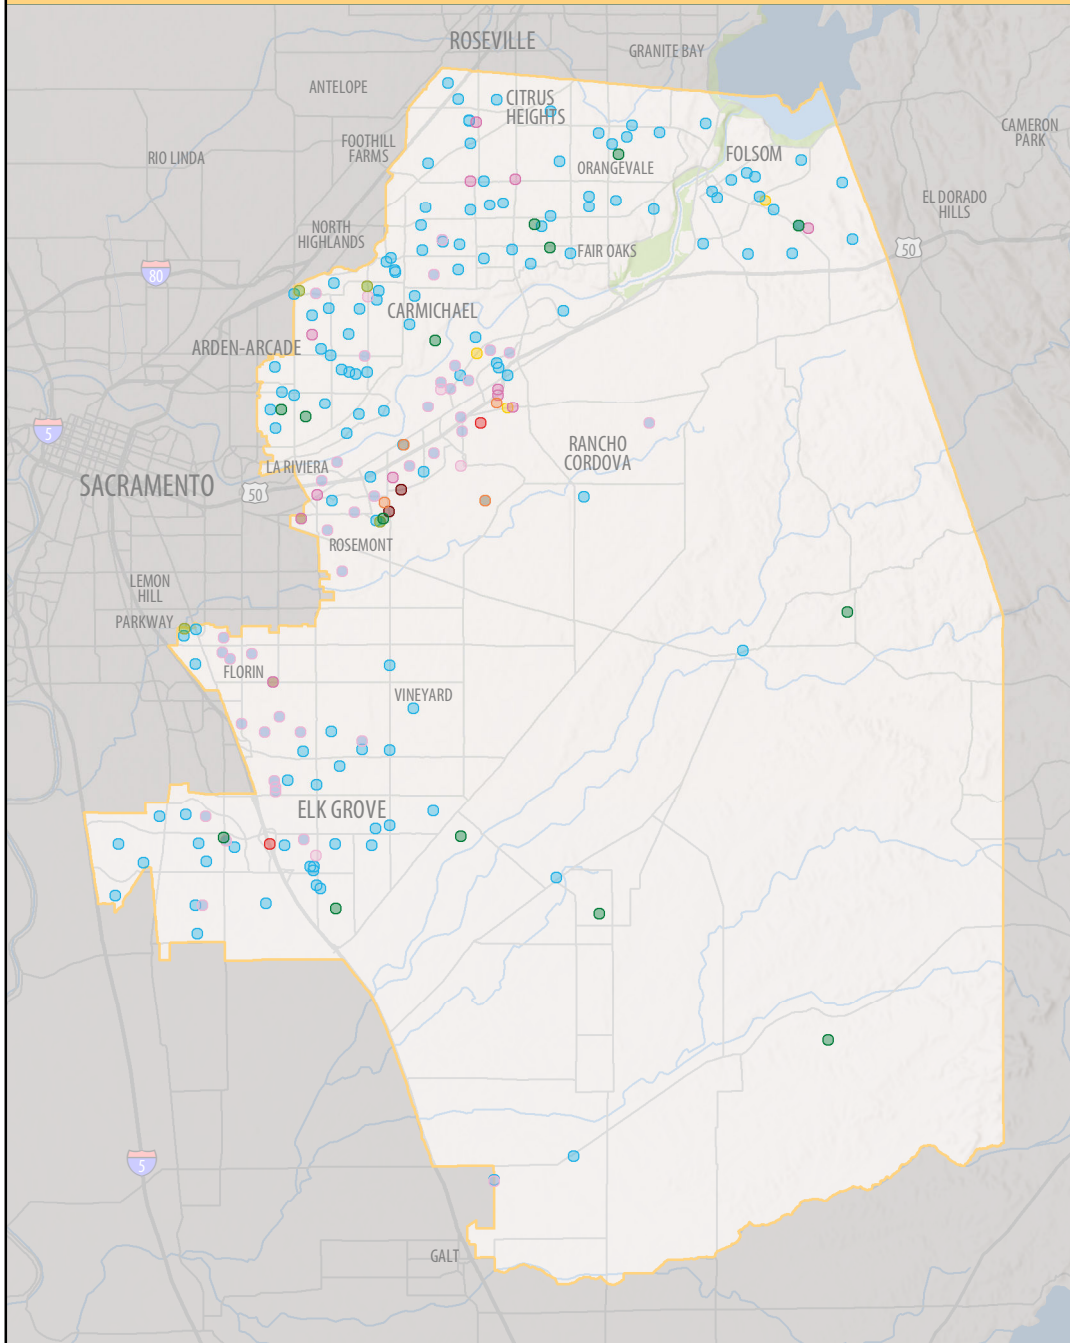 ROSEVILLE
GRANITE BAY
ANTELOPE
CITRUS
HEIGHTS
FOOTHILL
FARMS
RIO LINDA
CAMERON
PARK
ORANGEVALE
FOLSOM
EL DORADO
HILLS
NORTH
HIGHLANDS
FAIR OAKS
50
80
CARMICHAEL
ARDEN-ARCADE
5
RANCHO
CORDOVA
LA RIVIERA
SACRAMENTO
50
ROSEMONT
LEMON
HILL
PARKWAY
FLORIN
VINEYARD
ELK GROVE
5
GALT